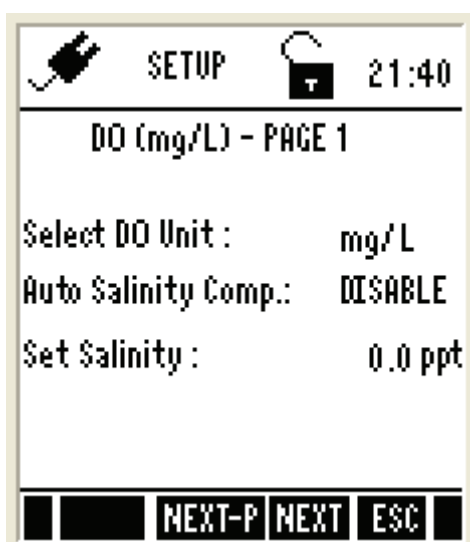 SETUP 21:40
DO (mg/L) - PAGE 1
Select DO Unit : mg/L
Auto Salinity Comp.: DISABLE
Set Salinity : 0.0 ppt
NEXT-P NEXT ESC